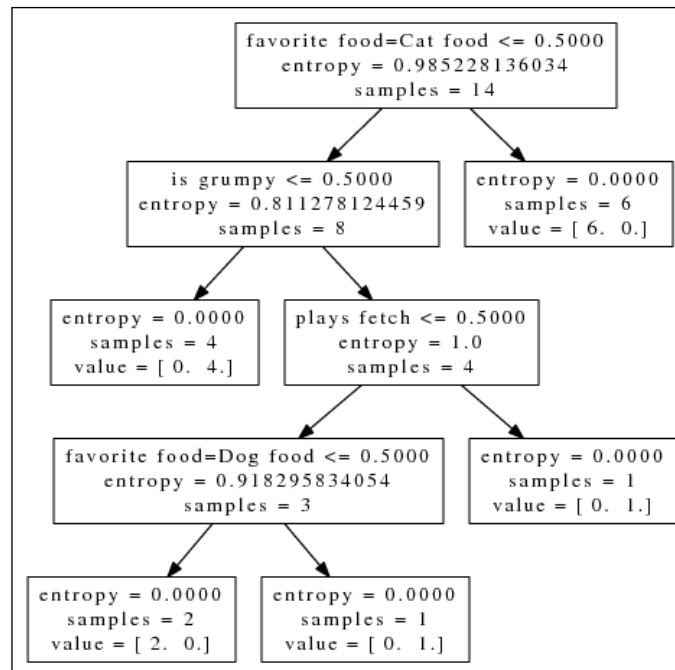 favorite food=Cat food <= 0.5000
entropy = 0.985228136034
samples = 14
is grumpy <= 0.5000
entropy = 0.811278124459
samples = 8
entropy = 0.0000
samples = 6
value = [ 6. 0.]
entropy = 0.0000
samples = 4
value = [ 0. 4.]
plays fetch <= 0.5000
entropy = 1.0
samples = 4
favorite food=Dog food <= 0.5000
entropy = 0.918295834054
samples = 3
entropy = 0.0000
samples = 1
value = [ 0. 1.]
entropy = 0.0000
samples = 2
value = [ 2. 0.]
entropy = 0.0000
samples = 1
value = [ 0. 1.]